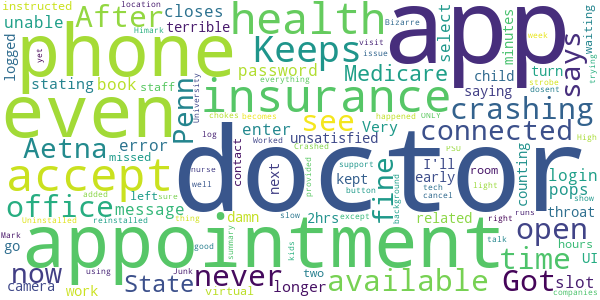 instructed After health app
unable closes
logged terrible
phone Keeps select says
location Himark
Bizarre visit issue week yet
minutes waiting trying
stating password Medicare child turn
book staff Penn University everything
even insurance saying strobe dosent
chokes becomes happened ONLY
error enter see crashing
log Worked Crashed High
Aetna contact Very unsatisfied connected
missed nurse next I'll PSU
accept well kept early room counting login
left sure support tech light pops
office message provided button cancel throat
added fine background related right runs show
Uninstalled reinstalled damn
doctor
slow except open
Mark thing 2hrs hours
go using summary
now good kids
appointment available time UI
State never Got slot
camera work Junk two longer talk companies
virtual